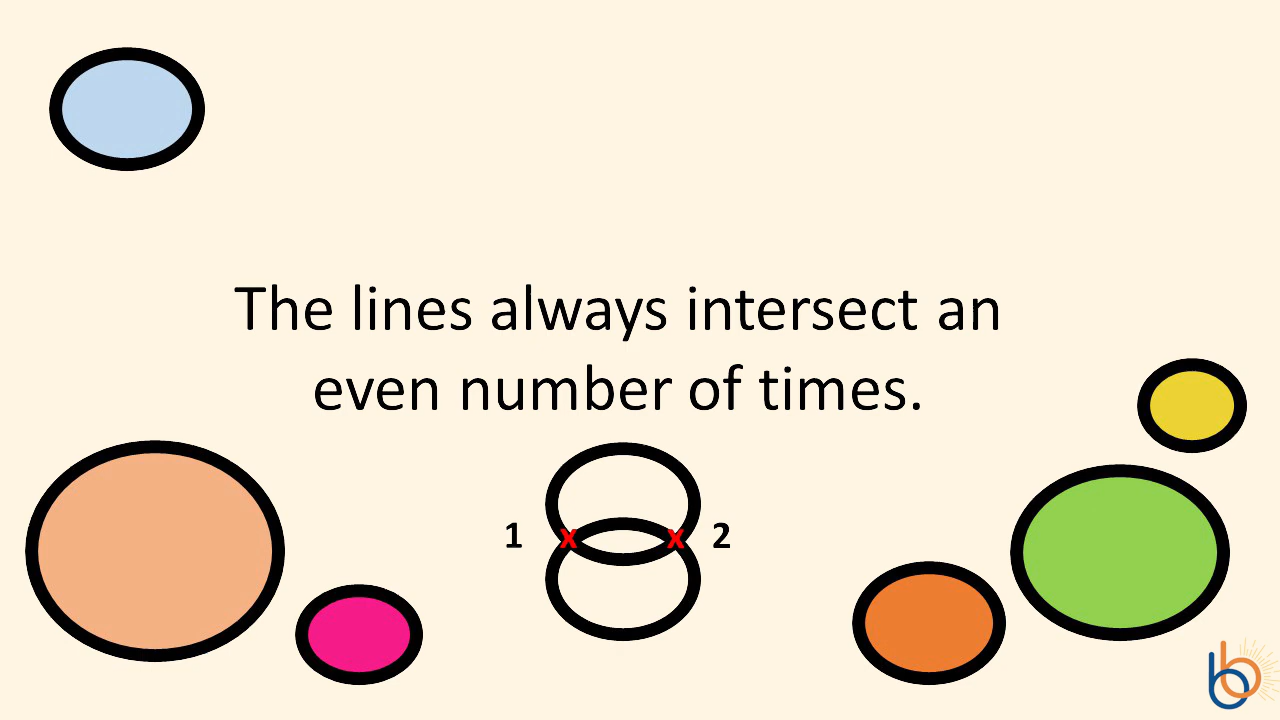 The lines always intersect an
even number of times.
1 x x 2